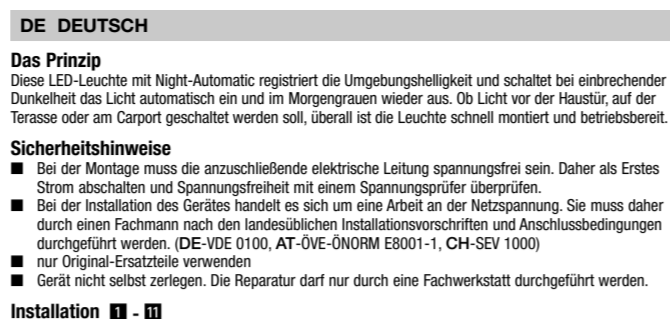 DE DEUTSCH
Das Prinzip
Diese LED-Leuchte mit Night-Automatic registriert die Umgebungshelligkeit und schaltet bei einbrechender
Dunkelheit das Licht automatisch ein und im Morgengrauen wieder aus. Ob Licht vor der Haustür, auf der
Terasse oder am Carport geschaltet werden soll, überall ist die Leuchte schnell montiert und betriebsbereit.
Sicherheitshinweise
■ Bei der Montage muss die anzuschließende elektrische Leitung spannungsfrei sein. Daher als Erstes
Strom abschalten und Spannungsfreiheit mit einem Spannungsprüfer überprüfen.
■ Bei der Installation des Gerätes handelt es sich um eine Arbeit an der Netzspannung. Sie muss daher
durch einen Fachmann nach den landesüblichen Installationsvorschriften und Anschlussbedingungen
durchgeführt werden. (DE-VDE 0100, AT-ÖVE-ÖNORM E8001-1, CH-SEV 1000)
■ nur Original-Ersatzteile verwenden
■ Gerät nicht selbst zerlegen. Die Reparatur darf nur durch eine Fachwerkstatt durchgeführt werden.
Installation 1 - 11